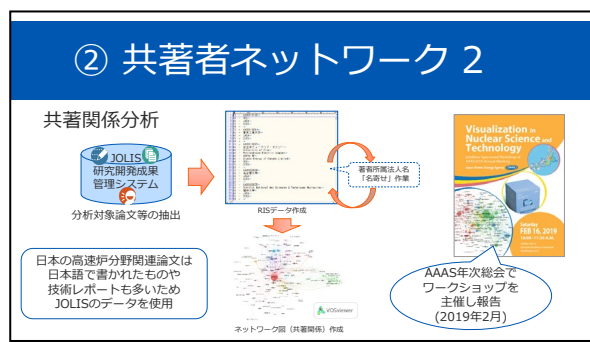 ② 共著者ネットワーク 2
共著関係分析
JOLIS
研究開発成果
管理システム
分析対象論文等の抽出
著者所属法人名
「名寄せ」作業
RISデータ作成
日本の高速炉分野関連論文は
日本語で書かれたものや
技術レポートも多いため
JOLISのデータを使用
VOSviewer
ネットワーク図(共著関係)作成
Visualization in
Nuclear Science and
Technology
Saturday
FEB 16, 2019
AAAS年次総会で
ワークショップを
主催し報告
(2019年2月)